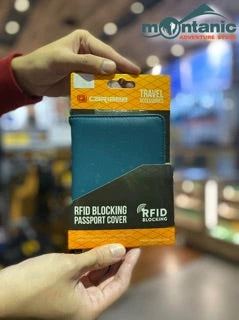 montanic
ADVENTURE STORE
CARIBEE
TRAVEL
ACCESSORIES
RFID BLOCKING
PASSPORT COVER
RFID
BLOCKING